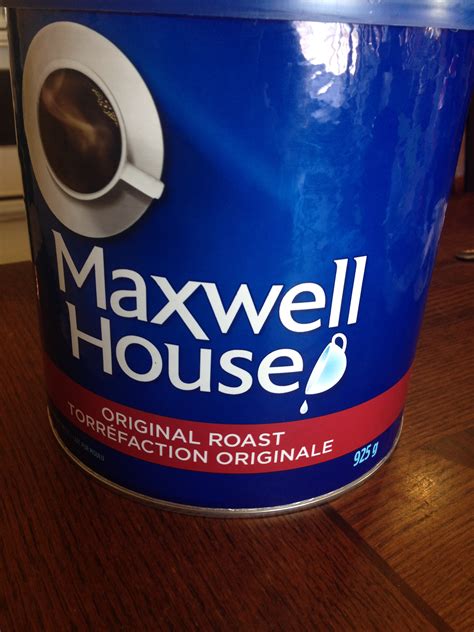 Maxwell
House
ORIGINAL ROAST
TORRÉFACTION ORIGINALE
925 g